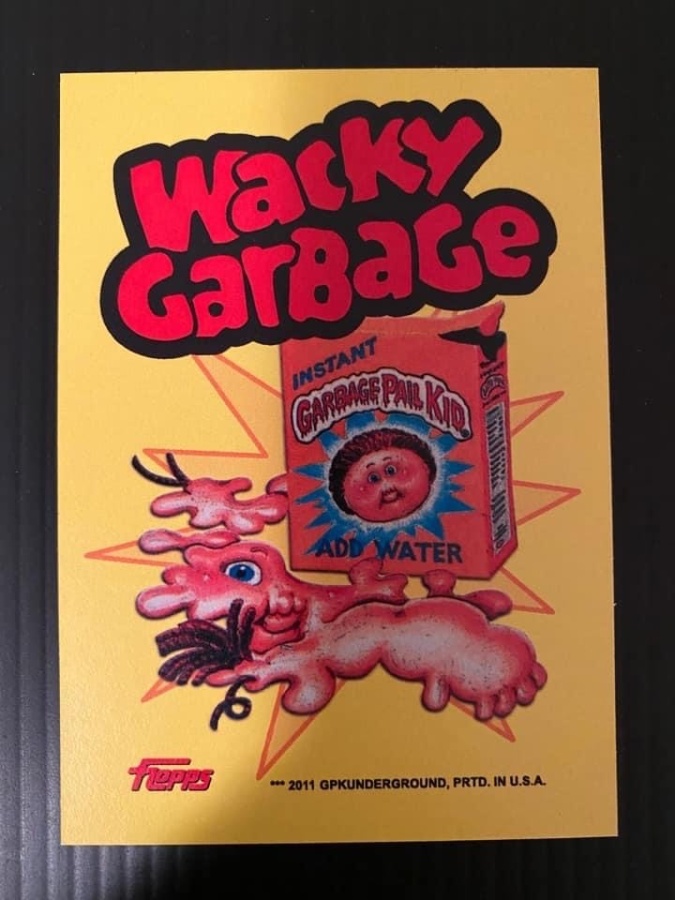 Wacky
Garbage
INSTANT
GARBAGE PAIL KID
ADD WATER
Flopps
*** 2011 GPKUNDERGROUND, PRTD. IN U.S.A.